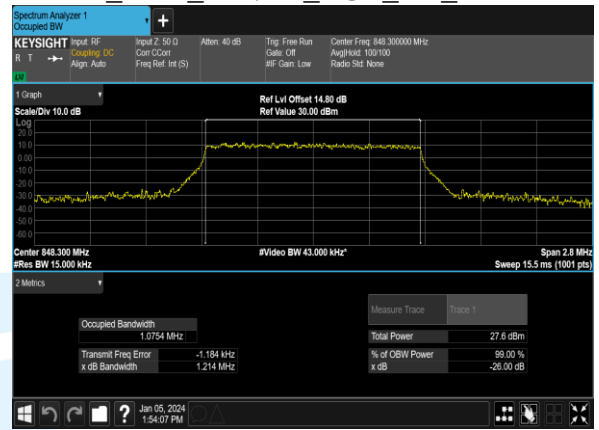 Spectrum Analyzer 1
Occupied BW
+
KEYSIGHT Input: RF Input Z: 50 Ω Atten: 40 dB Trig: Free Run Center Freq: 848.300000 MHz
R T Coupling: DC Corr CCorr Gate: Off Avg|Hold: 100/100
Align: Auto Freq Ref: Int (S) #IF Gain: Low Radio Std: None
1 Graph
Scale/Div 10.0 dB Ref Lvl Offset 14.80 dB
Ref Value 30.00 dBm
Log
20.0
10.0
0.00
-10.0
-20.0
-30.0
-40.0
-50.0
-60.0
Center 848.300 MHz #Video BW 43.000 kHz* Span 2.8 MHz
#Res BW 15.000 kHz Sweep 15.5 ms (1001 pts)
2 Metrics
Measure Trace Trace 1
Occupied Bandwidth
1.0754 MHz Total Power 27.6 dBm
Transmit Freq Error -1.184 kHz % of OBW Power 99.00 %
x dB Bandwidth 1.214 MHz x dB -26.00 dB
? Jan 05, 2024
1:54:07 PM